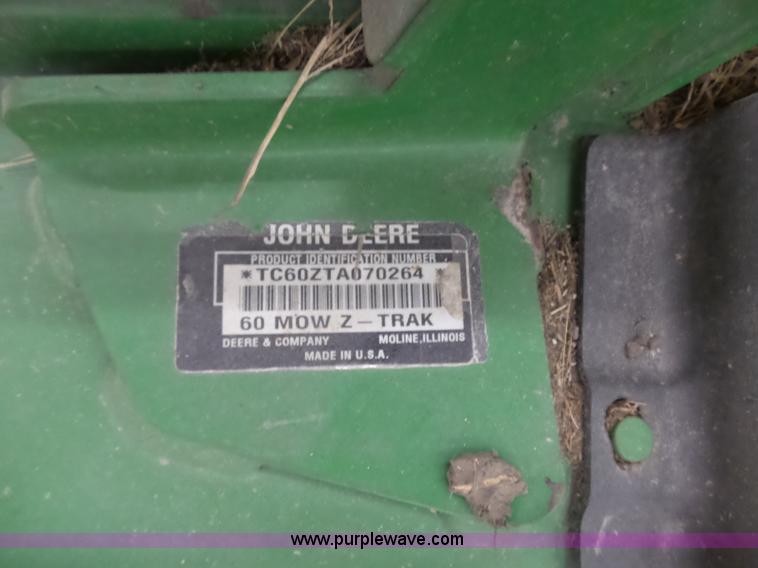 JOHN DEERE
PRODUCT IDENTIFICATION NUMBER
*TC60ZTA070264*
60 MOW Z-TRAK
DEERE & COMPANY MOLINE, ILLINOIS
MADE IN U.S.A.
www.purplewave.com